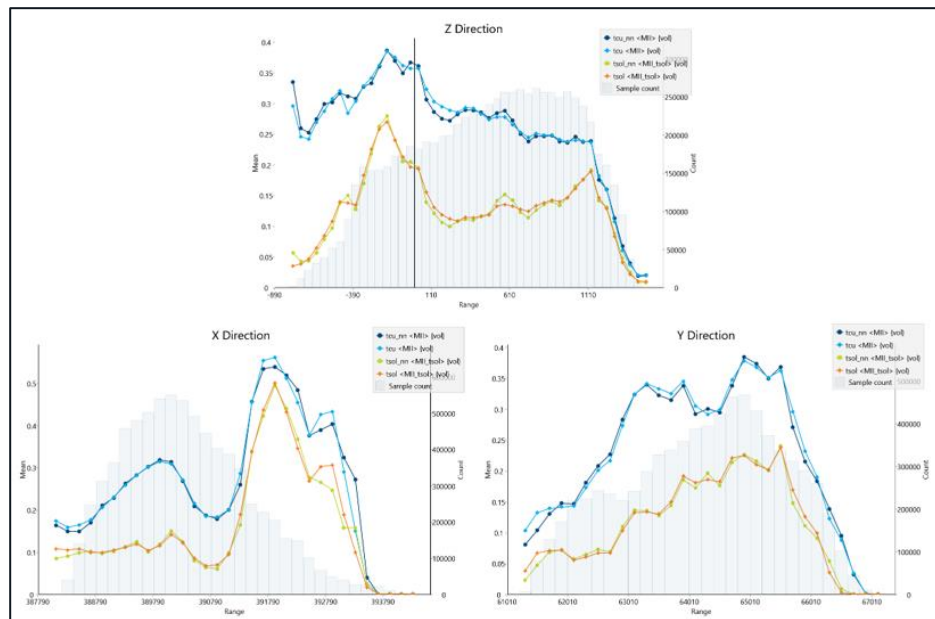 Z Direction
tcu_nn <MII> (vol)
tcu <MII> (vol)
tsol_nn <MII_tsol> (vol)
tsol <MII_tsol> (vol)
Sample count
0.4
0.35
0.3
0.25
0.2
0.15
0.1
0.05
0
Mean
250000
200000
150000
100000
50000
0
Count
-890
-390
110
610
1110
Range
X Direction
tcu_nn <MII> (vol)
tcu <MII> (vol)
tsol_nn <MII_tsol> (vol)
tsol <MII_tsol> (vol)
Sample count
0.5
0.4
0.3
0.2
0.1
0
Mean
500000
400000
300000
200000
100000
0
Count
387790
388790
389790
390790
391790
392790
393790
Range
Y Direction
tcu_nn <MII> (vol)
tcu <MII> (vol)
tsol_nn <MII_tsol> (vol)
tsol <MII_tsol> (vol)
Sample count
0.4
0.35
0.3
0.25
0.2
0.15
0.1
0.05
0
Mean
500000
400000
300000
200000
100000
0
Count
61010
62010
63010
64010
65010
66010
67010
Range